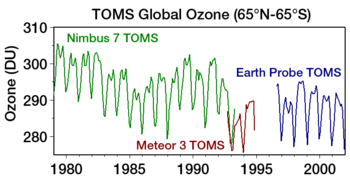 TOMS Global Ozone (65°N-65°S)
310
Nimbus 7 TOMS
300
Earth Probe TOMS
290
Ozone (DU)
Meteor 3 TOMS
280
1980 1985 1990 1995 2000